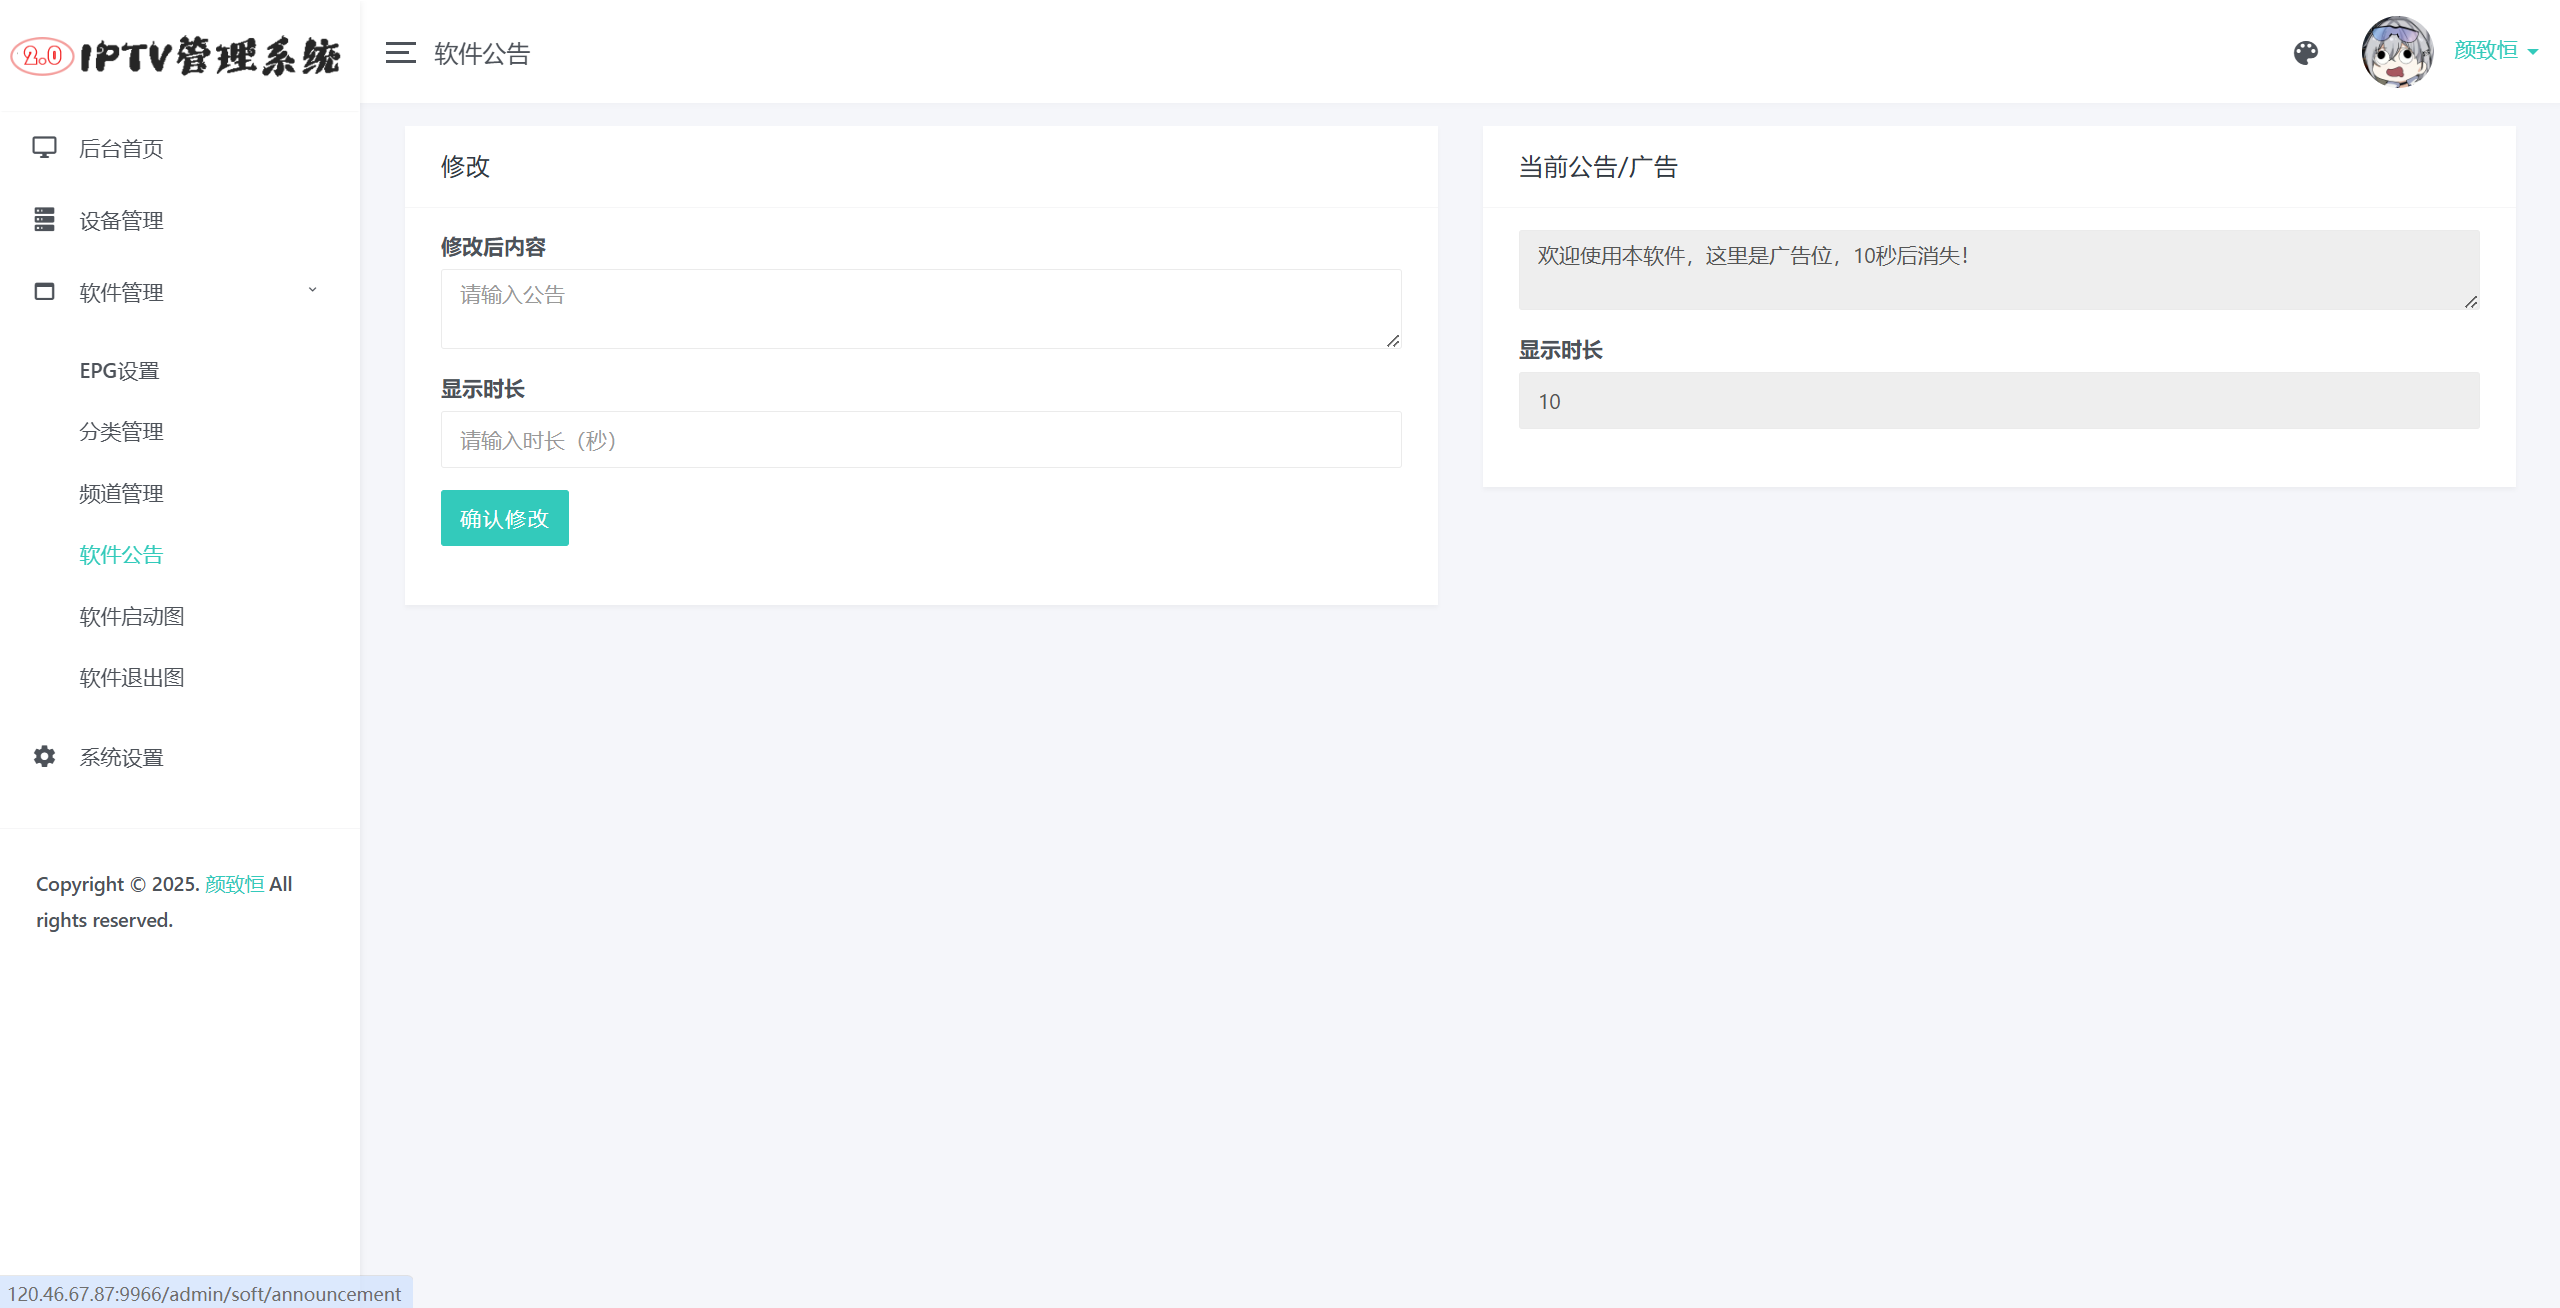 2.0 IPTV管理系统
软件公告
颜致恒
后台首页
设备管理
软件管理
EPG设置
分类管理
频道管理
软件公告
软件启动图
软件退出图
系统设置
Copyright © 2025. 颜致恒 All
rights reserved.
修改
修改后内容
请输入公告
显示时长
请输入时长（秒）
确认修改
当前公告/广告
欢迎使用本软件，这里是广告位，10秒后消失！
显示时长
10
120.46.67.87:9966/admin/soft/announcement